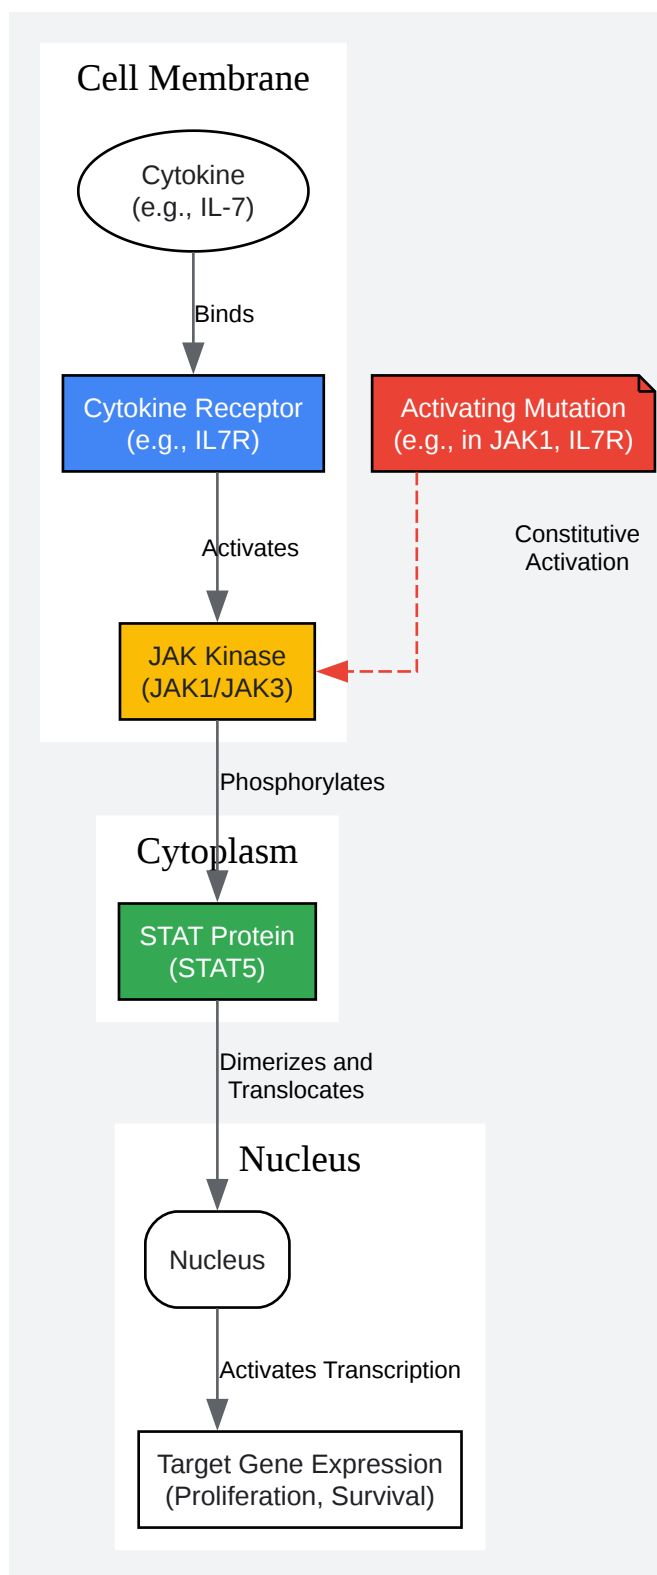 Cell Membrane
Cytokine
(e.g., IL-7)
Binds
Cytokine Receptor
(e.g., IL7R)
Activating Mutation
(e.g., in JAK1, IL7R)
Activates
Constitutive
Activation
JAK Kinase
(JAK1/JAK3)
Phosphorylates
Cytoplasm
STAT Protein
(STAT5)
Dimerizes and
Translocates
Nucleus
Nucleus
Activates Transcription
Target Gene Expression
(Proliferation, Survival)